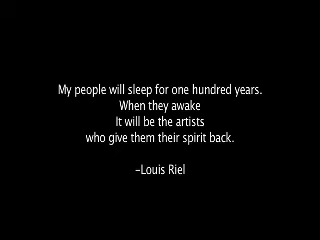 My people will sleep for one hundred years.
When they awake
It will be the artists
who give them their spirit back.
–Louis Riel